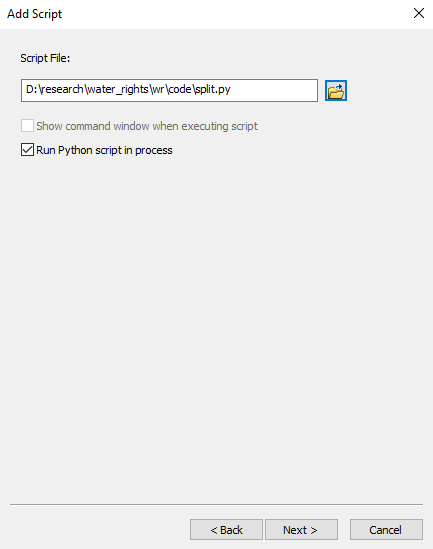 Add Script
Script File:
D:\research\water_rights\wr\code\split.py
Show command window when executing script
Run Python script in process
< Back
Next >
Cancel